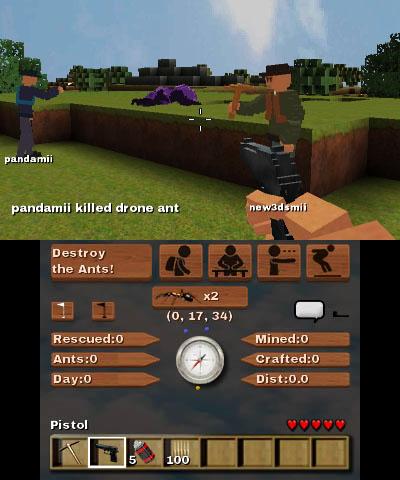 pandamii
new3dsmii
pandamii killed drone ant
Destroy
the Ants!
x2
(0, 17, 34)
Rescued:0
Mined:0
Ants:0
Crafted:0
Day:0
Dist:0.0
Pistol
5
100